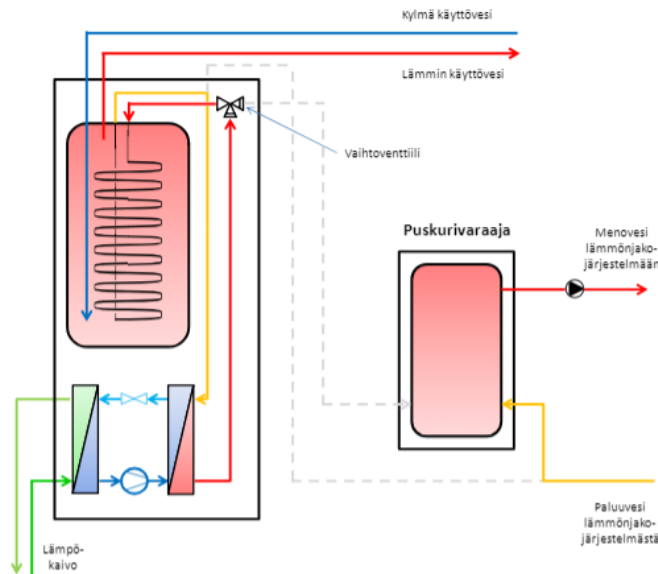 Kylmä käyttövesi
Lämmin käyttövesi
Vaihtoventtiili
Puskurivaraaja
Menovesi
lämmönjako-
järjestelmään
Paluuvesi
lämmönjako-
järjestelmästä
Lämpö-
kaivo